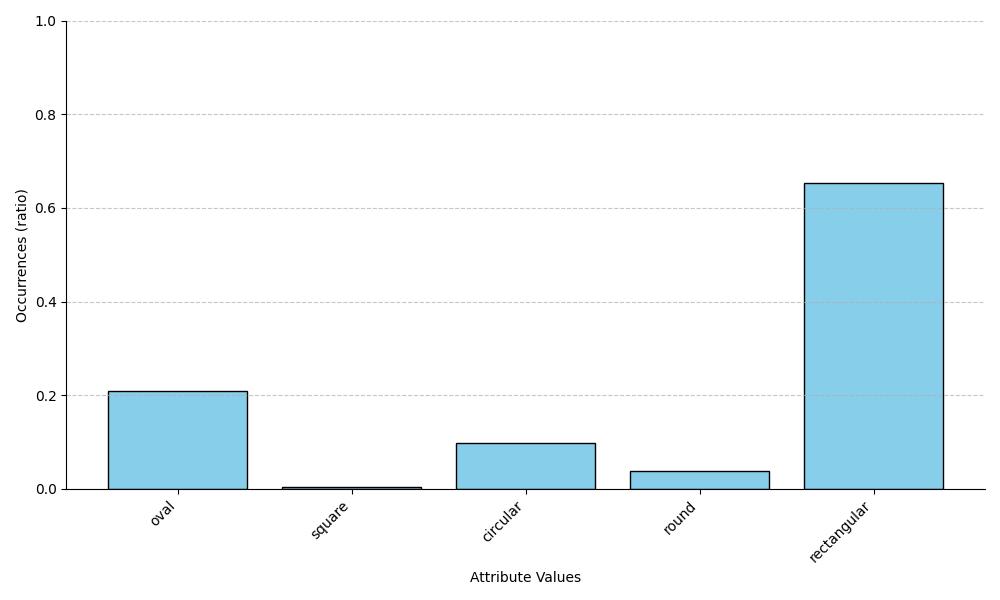 1.0
0.8
0.6
0.4
0.2
0.0
Occurrences (ratio)
oval
square
circular
round
rectangular
Attribute Values